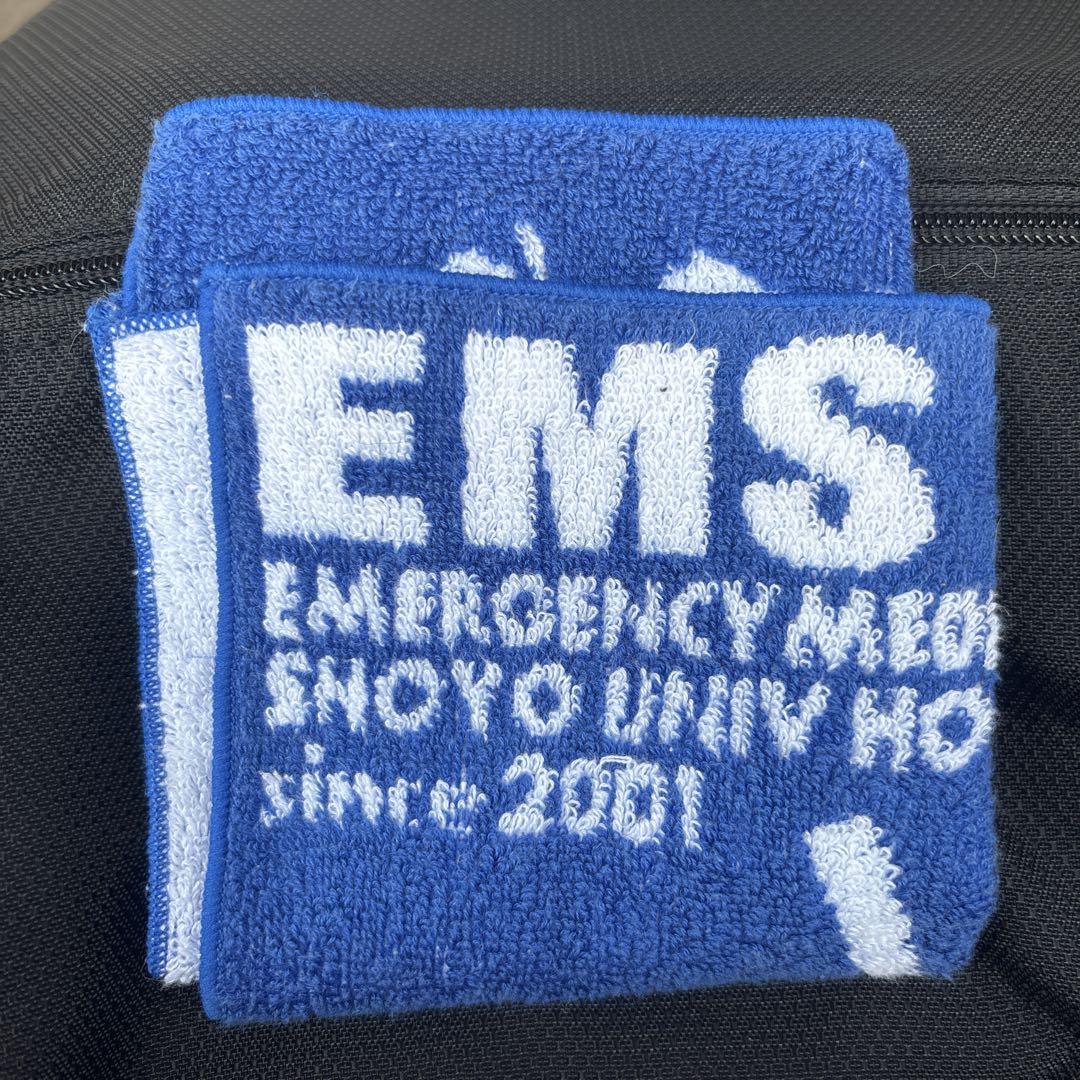 EMS
EMERGENCY MEDI
SHOYO UNIV HO
since 2001